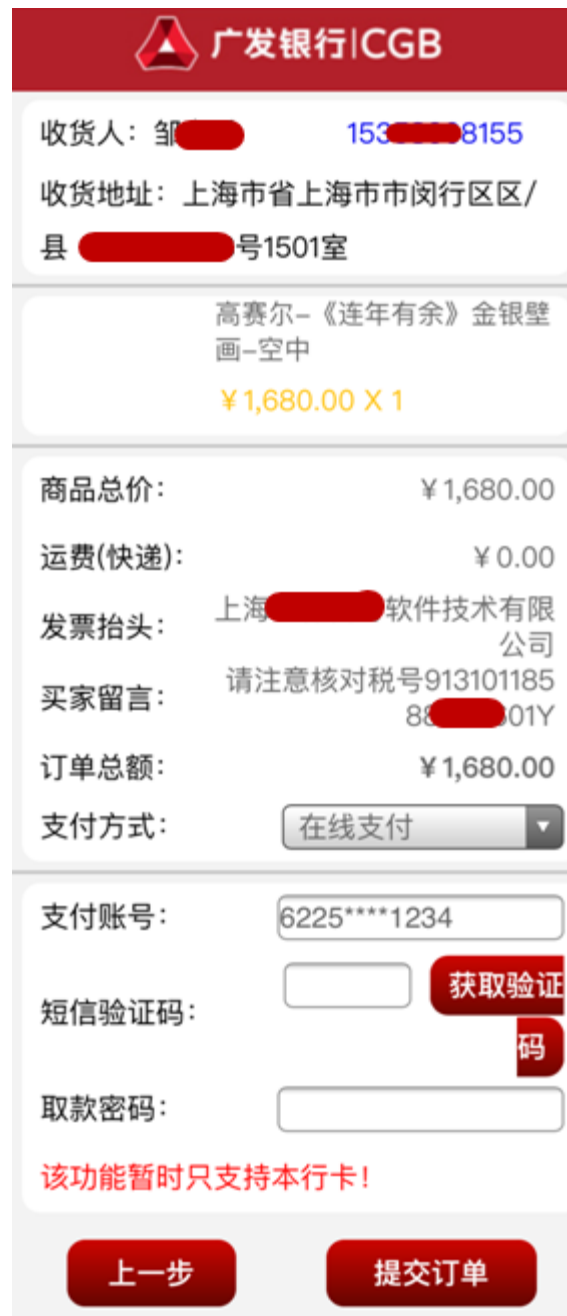 广发银行|CGB
收货人：邹 153 8155
收货地址：上海市省上海市市闵行区区/
县 号1501室
高赛尔-《连年有余》金银壁
画-空中
￥1,680.00 X 1
商品总价： ￥1,680.00
运费(快递)： ￥0.00
发票抬头： 上海 软件技术有限
公司
买家留言： 请注意核对税号913101185
88 601Y
订单总额： ￥1,680.00
支付方式： 在线支付
支付账号： 6225****1234
短信验证码： 获取验证
码
取款密码：
该功能暂时只支持本行卡！
上一步 提交订单